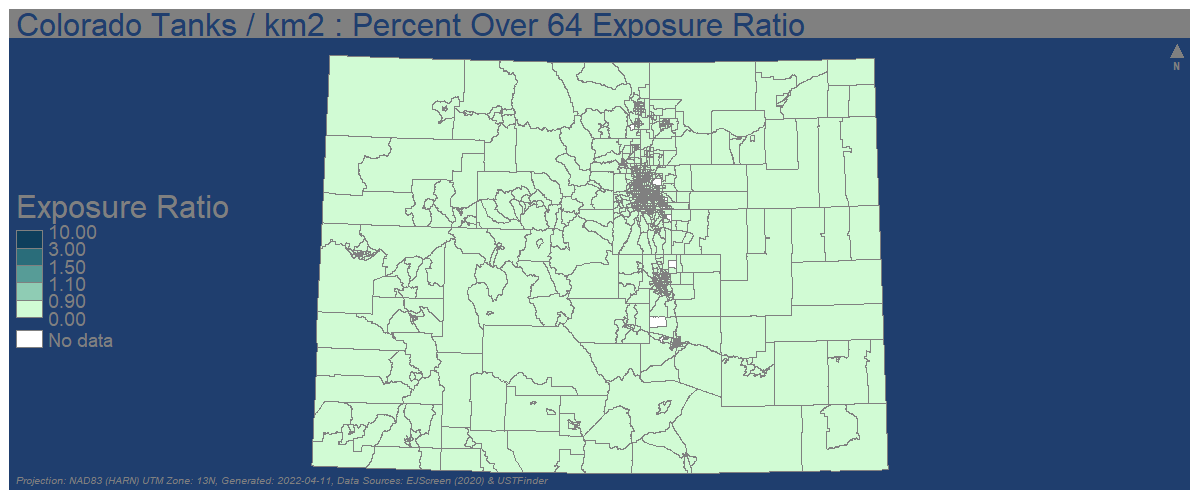 Colorado Tanks / km2 : Percent Over 64 Exposure Ratio
N
Exposure Ratio
10.00
3.00
1.50
1.10
0.90
0.00
No data
Projection: NAD83 (HARN) UTM Zone: 13N, Generated: 2022-04-11, Data Sources: EJScreen (2020) & USTFinder